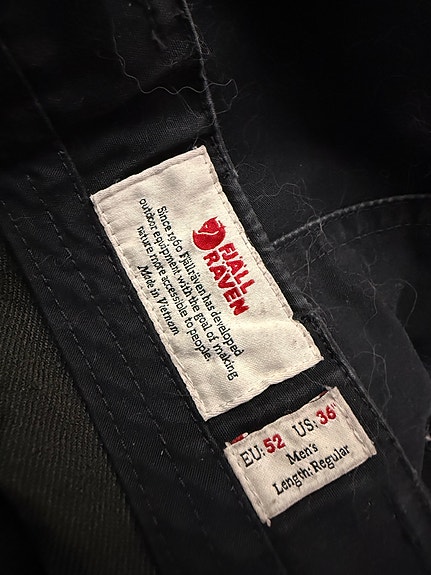 FJÄLL
RÄVEN
Since 1960 Fjällräven has developed
outdoor equipment with the goal of making
nature more accessible to people.
Made in Vietnam
EU: 52 US: 36"
Men's
Length: Regular